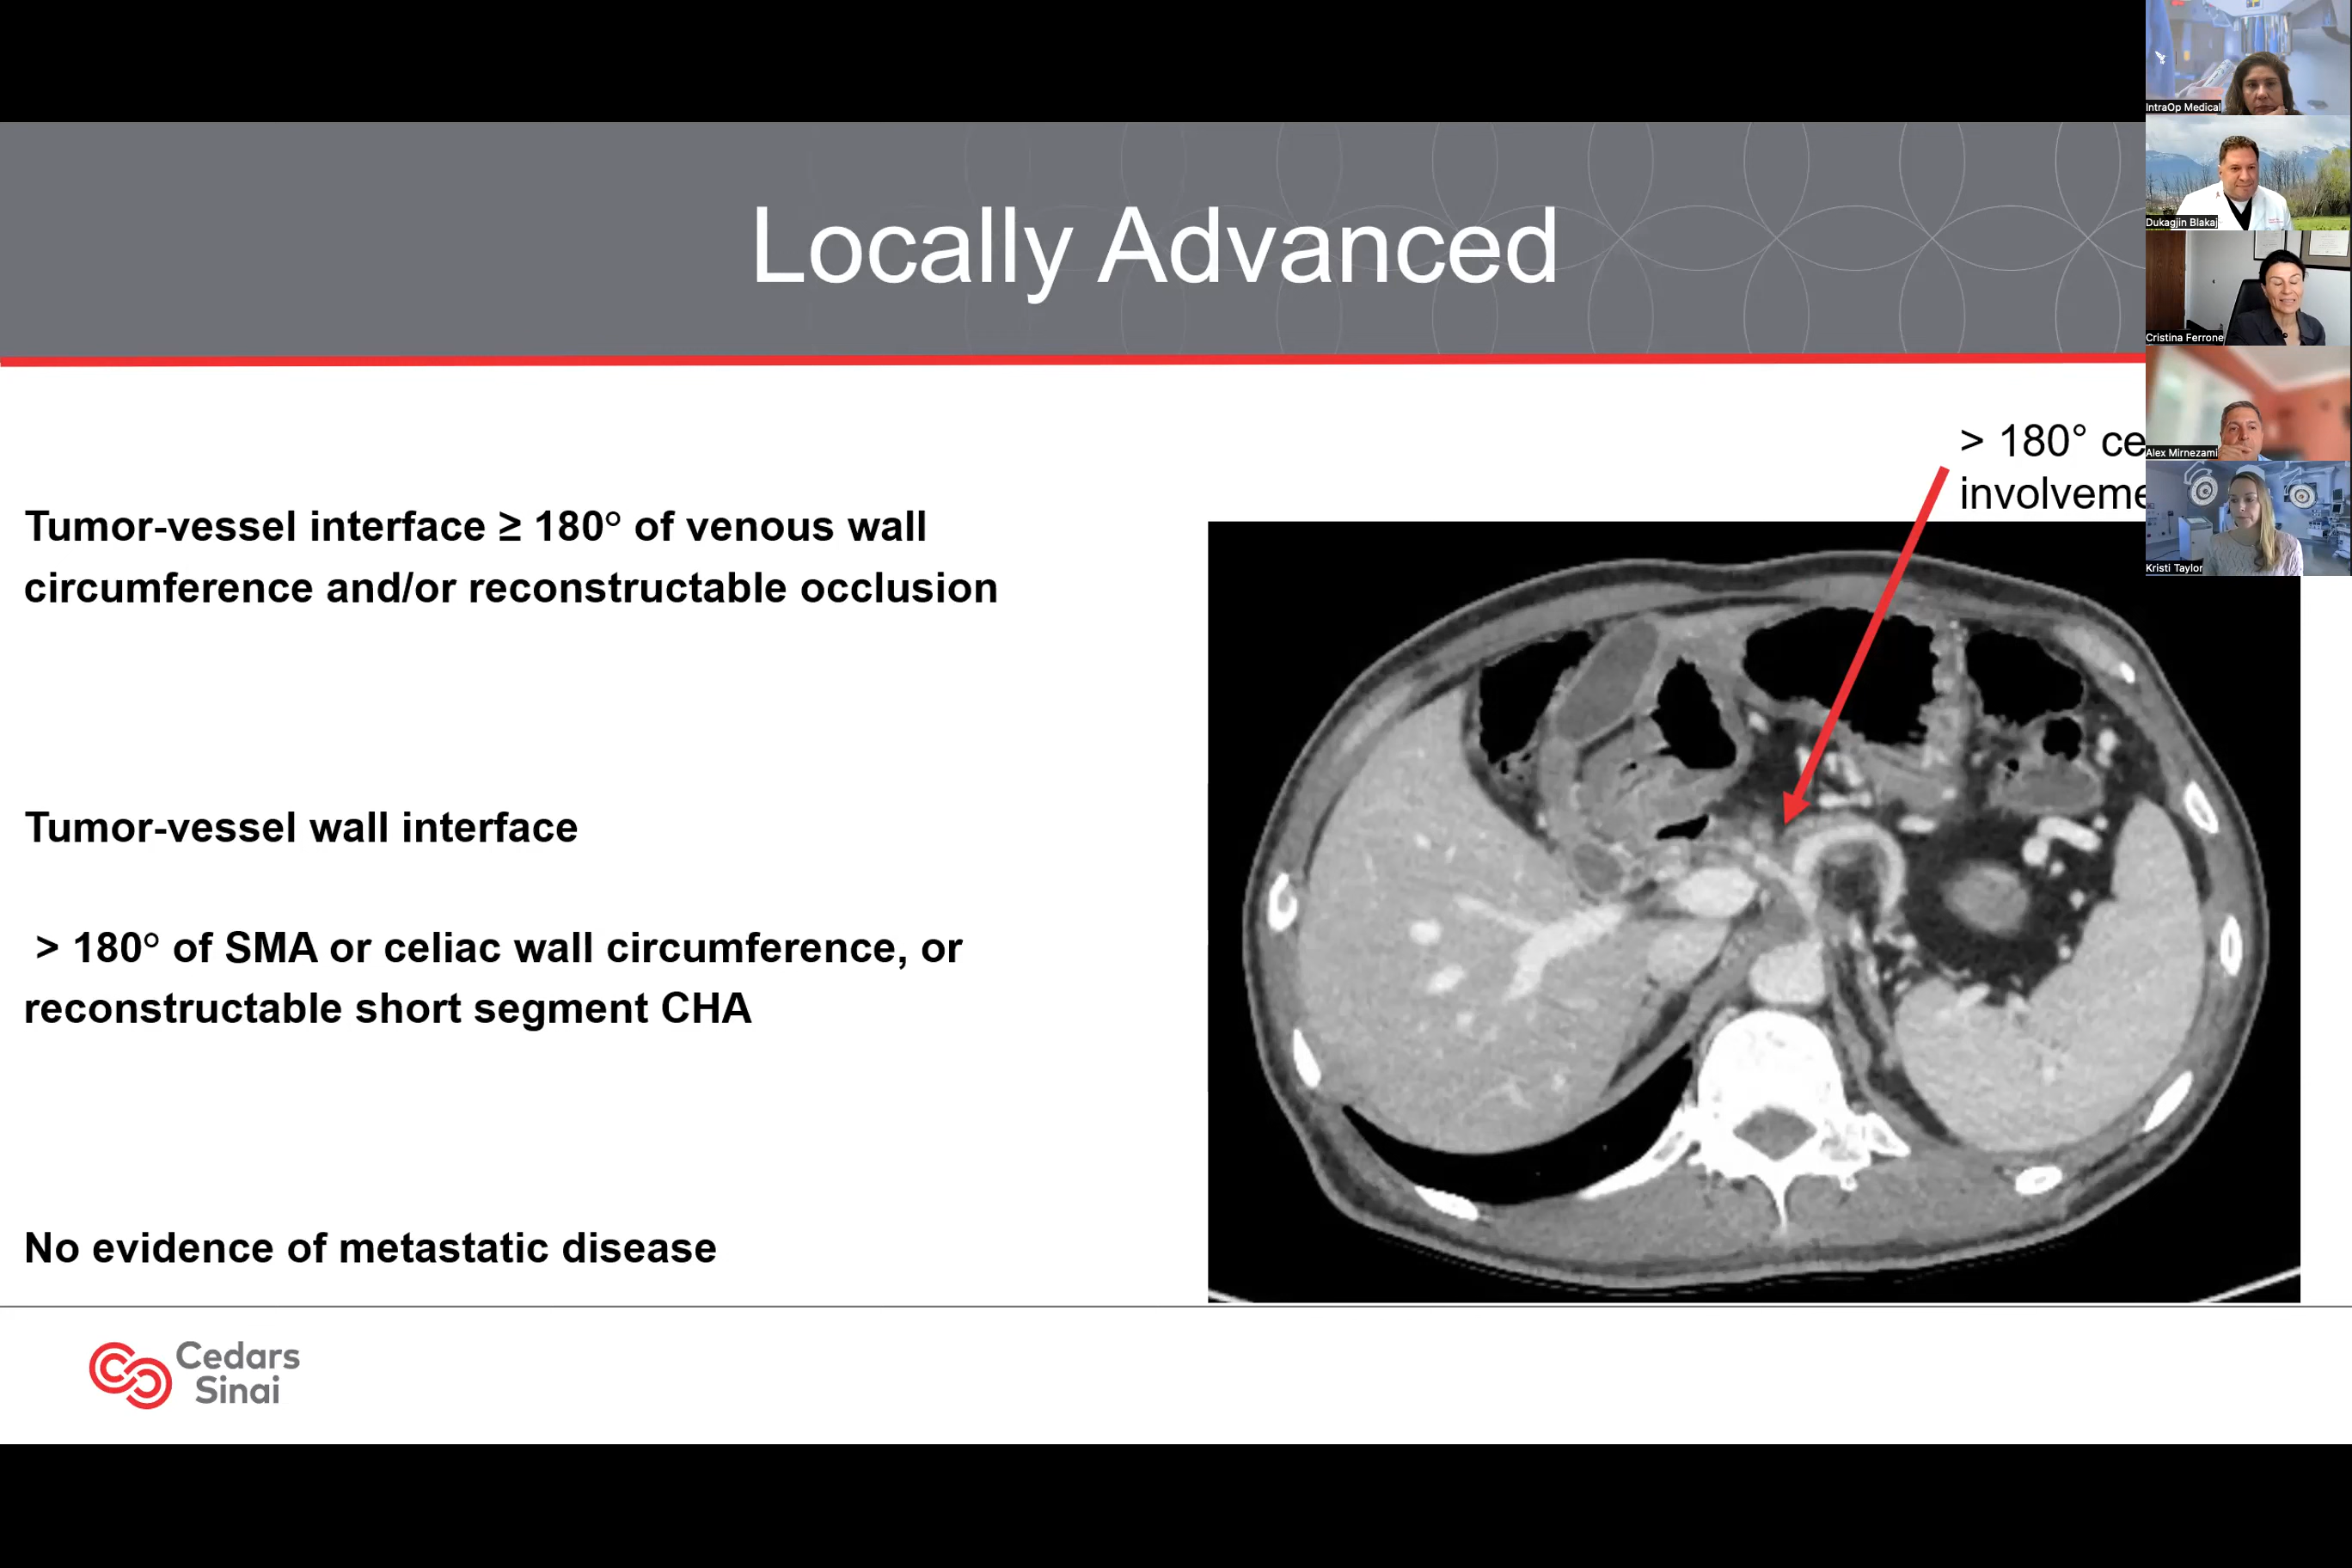 Locally Advanced
> 180° ce
involveme
Tumor-vessel interface ≥ 180° of venous wall
circumference and/or reconstructable occlusion
Tumor-vessel wall interface
> 180° of SMA or celiac wall circumference, or
reconstructable short segment CHA
No evidence of metastatic disease
Cedars
Sinai
IntraOp Medical
Dukagjin Blakaj
Cristina Ferrone
Alex Mirnezami
Kristi Taylor